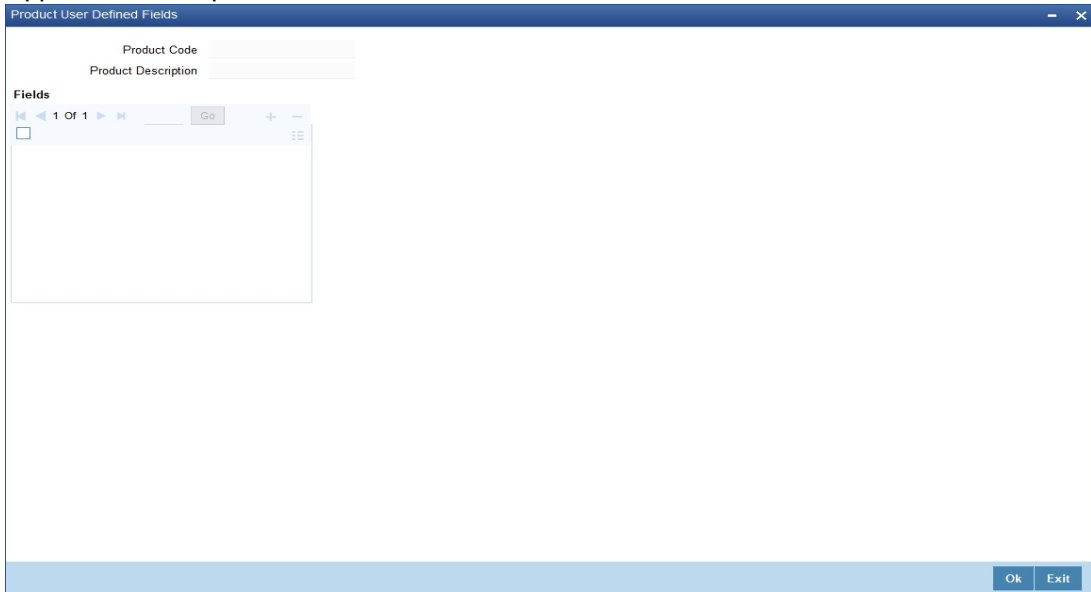 Product User Defined Fields
Product Code
Product Description
Fields
1 Of 1 Go
Ok Exit